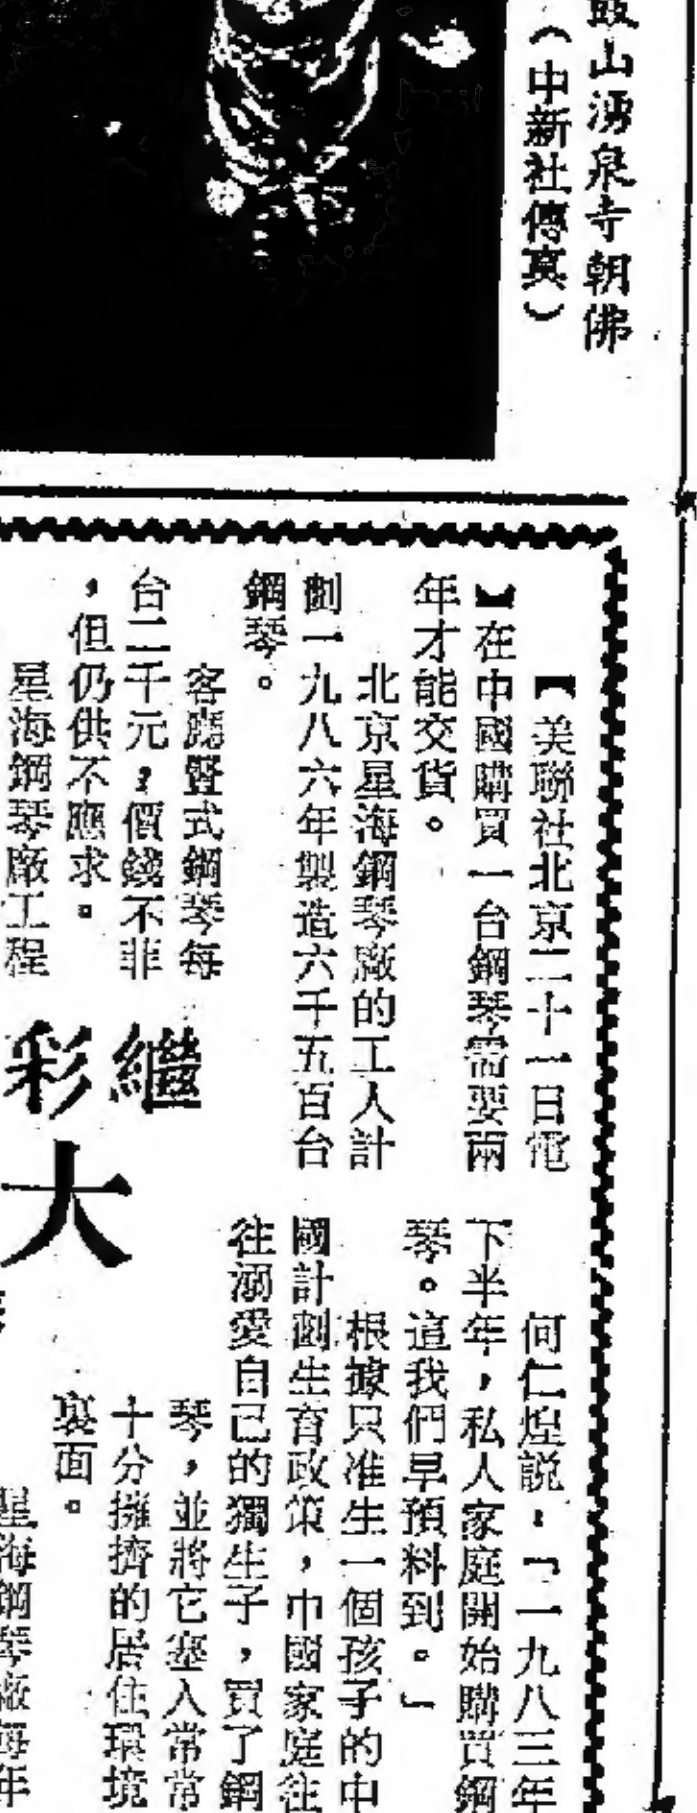 鼓山湧泉寺朝佛
（中新社傳真）
【美聯社北京二十一日電
】在中國購買一台鋼琴需要兩
年才能交貨。
北京星海鋼琴廠的工人計
劃一九八六年製造六千五百台
鋼琴。
客廳豎式鋼琴每
台二千元，價錢不非
，但仍供不應求。
星海鋼琴廠工程
繼
彩
大
何仁煌説，「一九八三年
下半年，私人家庭開始購買鋼
琴。這我們早預料到。」
根據只准生一個孩子的中
國計劃生育政策，中國家庭往
往溺愛自己的獨生子，買了鋼
琴，並將它塞入常常
十分擁擠的居住環境
裏面。
星海鋼琴廠每年